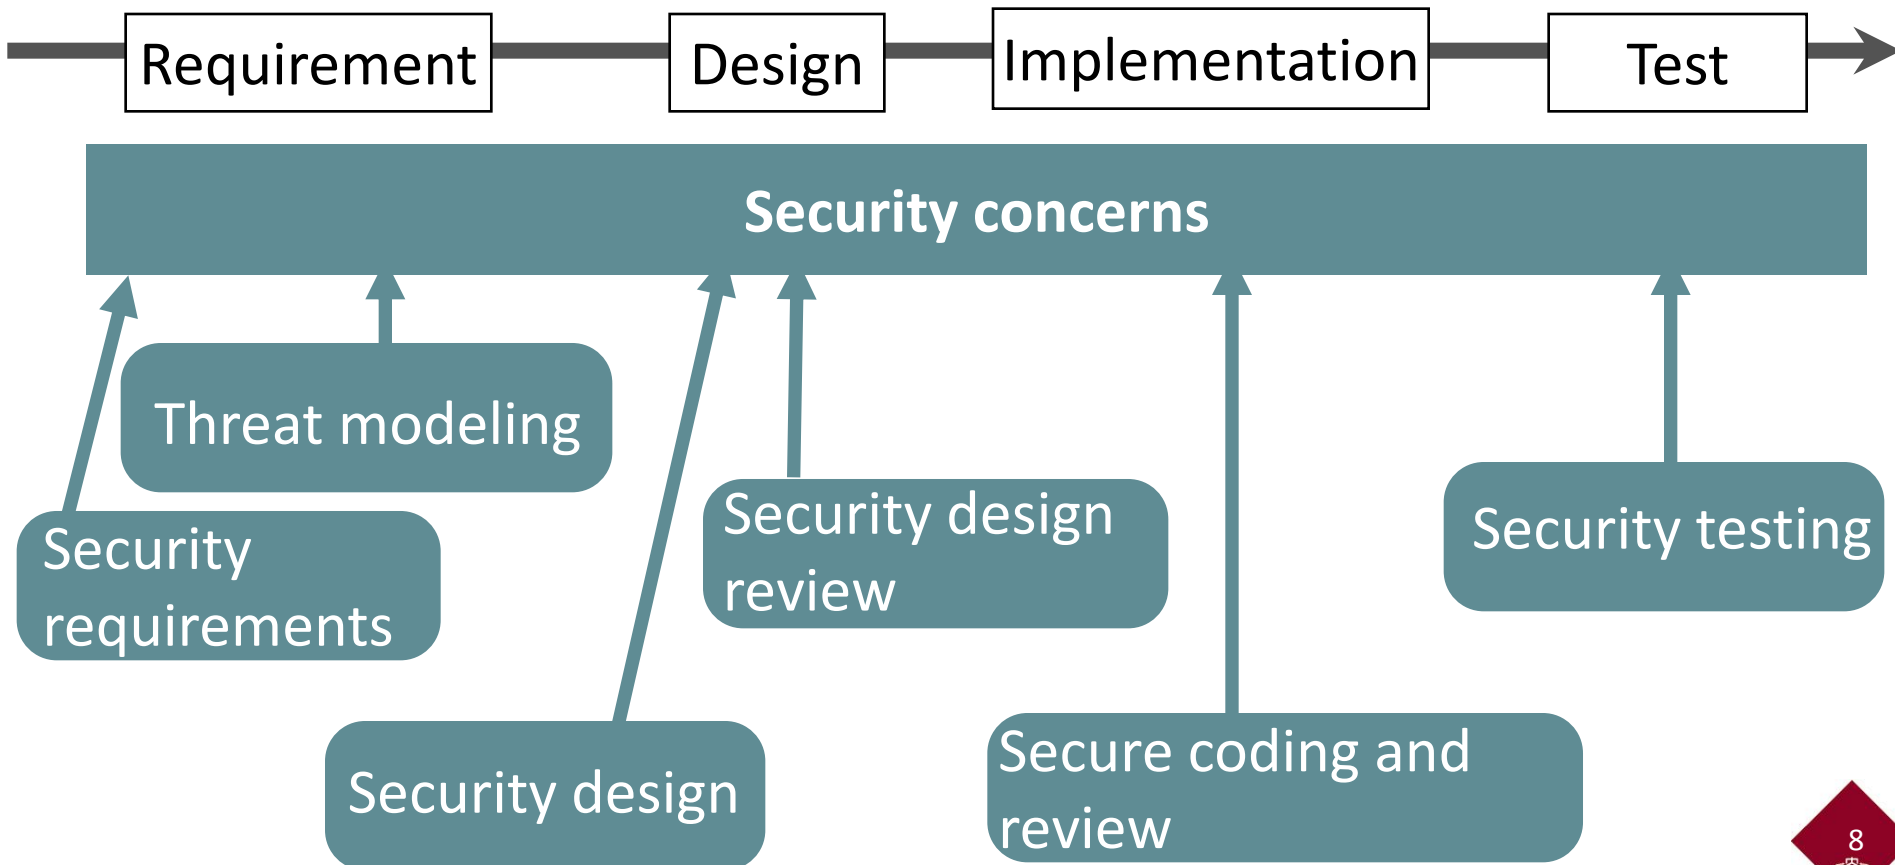 Requirement
Design
Implementation
Test
Security concerns
Threat modeling
Security
requirements
Security design
review
Security testing
Security design
Secure coding and
review
8